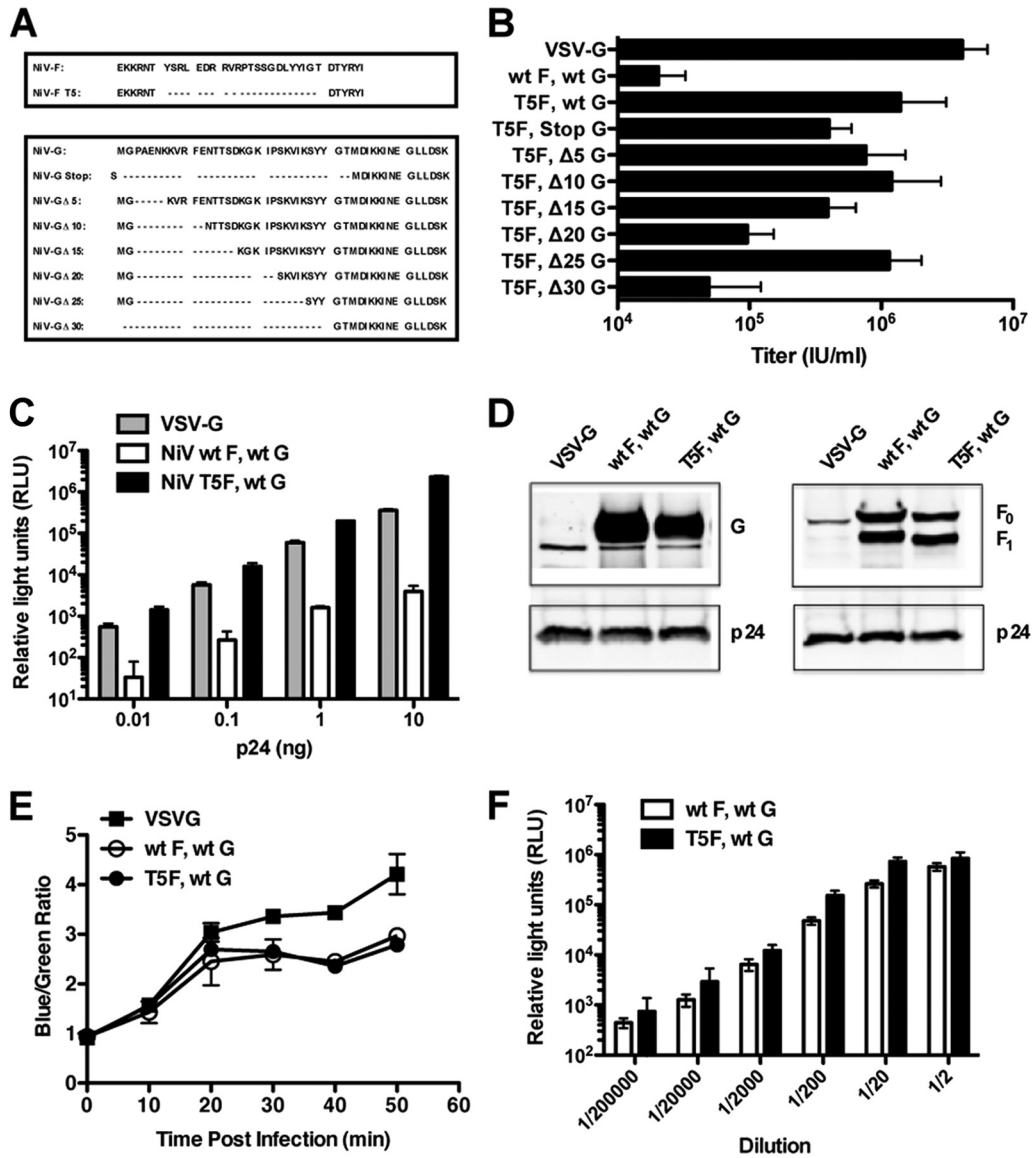 A
NiV-F: EKKRNT YSRL EDR RVRPTSSGDLYYIGT DTYRYI
NiV-F T5: EKKRNT ---- --- --------------- DTYRYI
NiV-G: MGPAENKKVR FENTTSDKGK IPSKVIKSYY GTMDIKKINE GLLDSK
NiV-G Stop: S ---------- ---------- ---------- --MDIKKINE GLLDSK
NiV-GΔ 5: MG-----KVR FENTTSDKGK IPSKVIKSYY GTMDIKKINE GLLDSK
NiV-GΔ 10: MG-------- --NTTSDKGK IPSKVIKSYY GTMDIKKINE GLLDSK
NiV-GΔ 15: MG-------- -------KGK IPSKVIKSYY GTMDIKKINE GLLDSK
NiV-GΔ 20: MG-------- ---------- --SKVIKSYY GTMDIKKINE GLLDSK
NiV-GΔ 25: MG-------- ---------- -------SYY GTMDIKKINE GLLDSK
NiV-GΔ 30: ---------- ---------- ---------- GTMDIKKINE GLLDSK
B
VSV-G
wt F, wt G
T5F, wt G
T5F, Stop G
T5F, Δ5 G
T5F, Δ10 G
T5F, Δ15 G
T5F, Δ20 G
T5F, Δ25 G
T5F, Δ30 G
10⁴ 10⁵ 10⁶ 10⁷
Titer (IU/ml)
C
VSV-G
NiV wt F, wt G
NiV T5F, wt G
Relative light units (RLU)
10⁷
10⁶
10⁵
10⁴
10³
10²
10¹
0.01 0.1 1 10
p24 (ng)
D
VSV-G wt F, wt G T5F, wt G
G
p24
VSV-G wt F, wt G T5F, wt G
F₀
F₁
p24
E
VSVG
wt F, wt G
T5F, wt G
Blue/Green Ratio
5
4
3
2
1
0
0 10 20 30 40 50 60
Time Post Infection (min)
F
wt F, wt G
T5F, wt G
Relative light units (RLU)
10⁷
10⁶
10⁵
10⁴
10³
10²
1/200000 1/20000 1/2000 1/200 1/20 1/2
Dilution